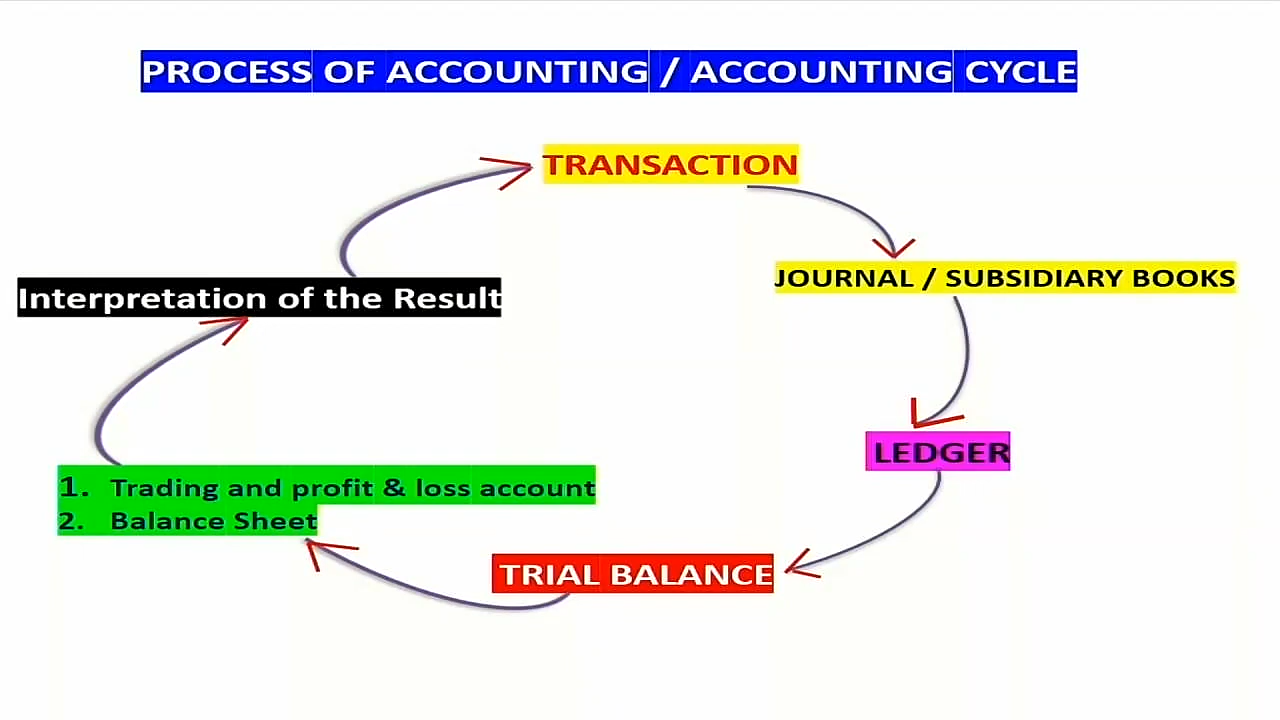 PROCESS OF ACCOUNTING / ACCOUNTING CYCLE
TRANSACTION
JOURNAL / SUBSIDIARY BOOKS
LEDGER
TRIAL BALANCE
1. Trading and profit & loss account
2. Balance Sheet
Interpretation of the Result